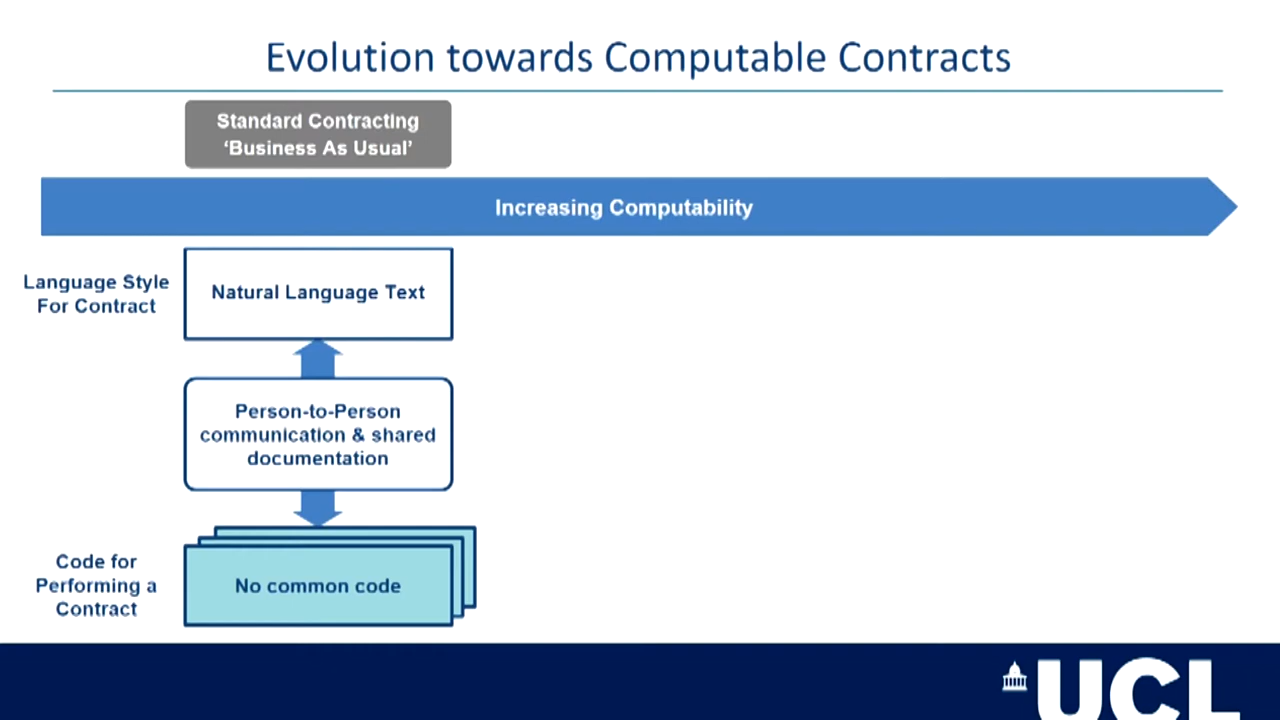 Evolution towards Computable Contracts
Standard Contracting
‘Business As Usual’
Increasing Computability
Language Style
For Contract
Natural Language Text
Person-to-Person
communication & shared
documentation
Code for
Performing a
Contract
No common code
UCL